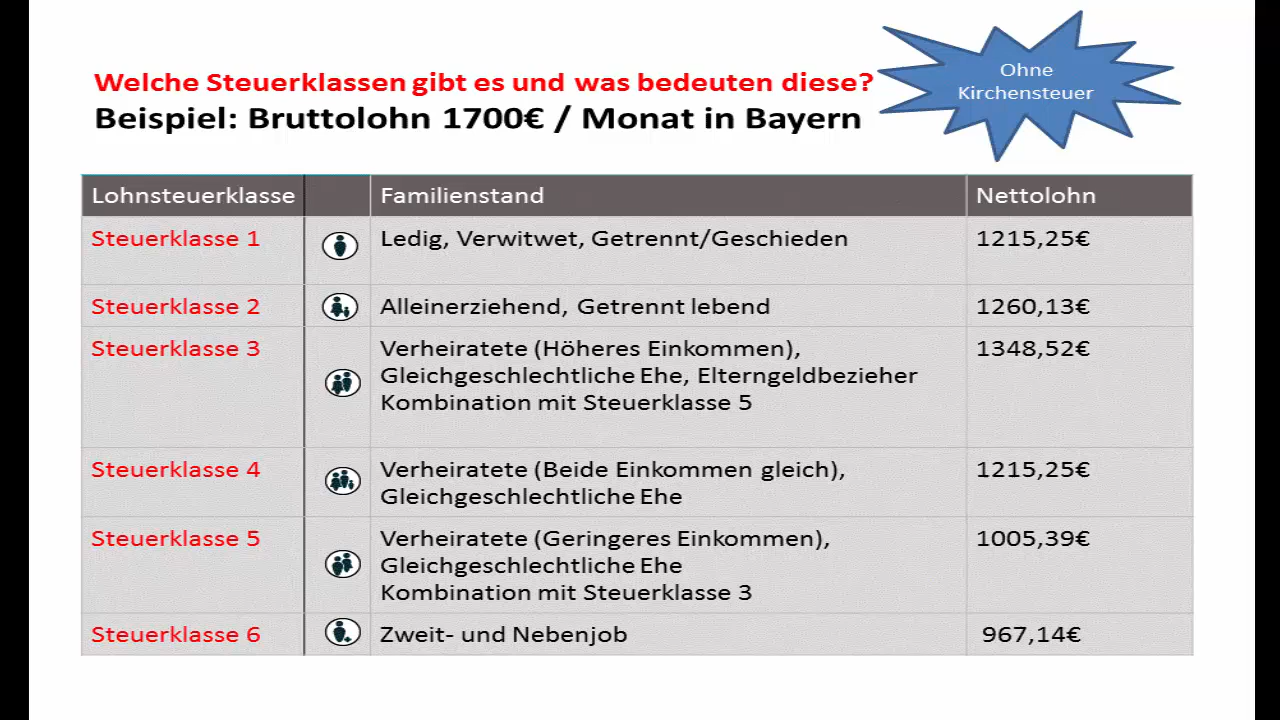 Welche Steuerklassen gibt es und was bedeuten diese?
Beispiel: Bruttolohn 1700€ / Monat in Bayern
Ohne
Kirchensteuer
Lohnsteuerklasse Familienstand Nettolohn
Steuerklasse 1 Ledig, Verwitwet, Getrennt/Geschieden 1215,25€
Steuerklasse 2 Alleinerziehend, Getrennt lebend 1260,13€
Steuerklasse 3 Verheiratete (Höheres Einkommen), 1348,52€
Gleichgeschlechtliche Ehe, Elterngeldbezieher
Kombination mit Steuerklasse 5
Steuerklasse 4 Verheiratete (Beide Einkommen gleich), 1215,25€
Gleichgeschlechtliche Ehe
Steuerklasse 5 Verheiratete (Geringeres Einkommen), 1005,39€
Gleichgeschlechtliche Ehe
Kombination mit Steuerklasse 3
Steuerklasse 6 Zweit- und Nebenjob 967,14€